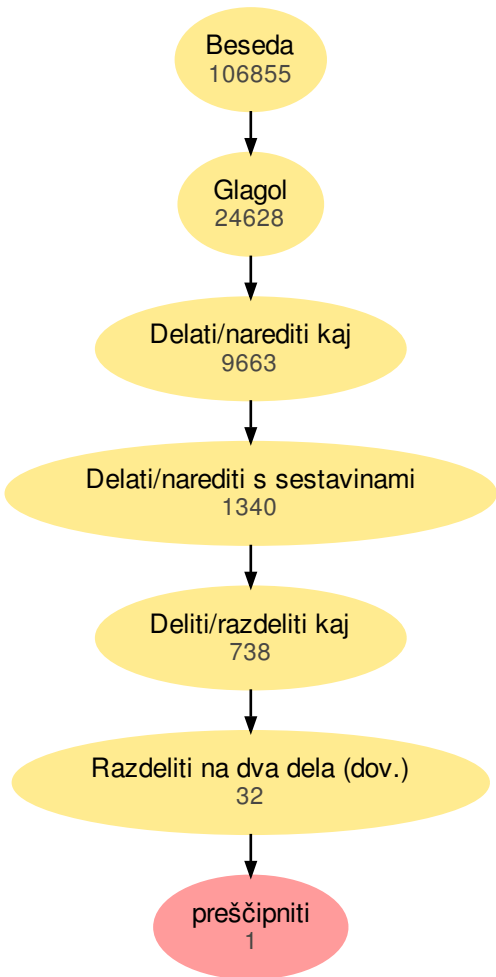 Beseda
106855
Glagol
24628
Delati/narediti kaj
9663
Delati/narediti s sestavinami
1340
Deliti/razdeliti kaj
738
Razdeliti na dva dela (dov.)
32
preščipniti
1